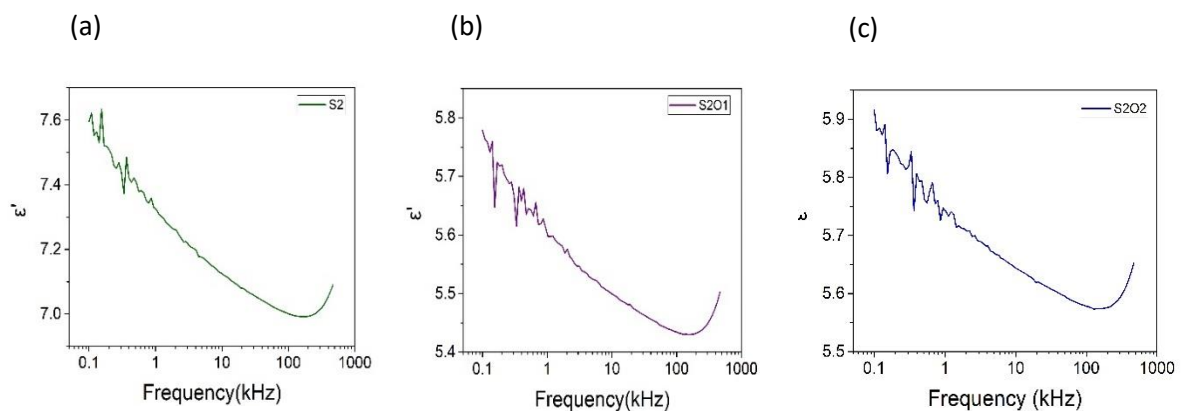 (a)
(b)
(c)
S2
7.6
7.4
7.2
7.0
ε'
0.1 1 10 100 1000
Frequency(kHz)
S2O1
5.8
5.7
5.6
5.5
5.4
ε'
0.1 1 10 100 1000
Frequency(kHz)
S2O2
5.9
5.8
5.7
5.6
5.5
ε
0.1 1 10 100 1000
Frequency (kHz)